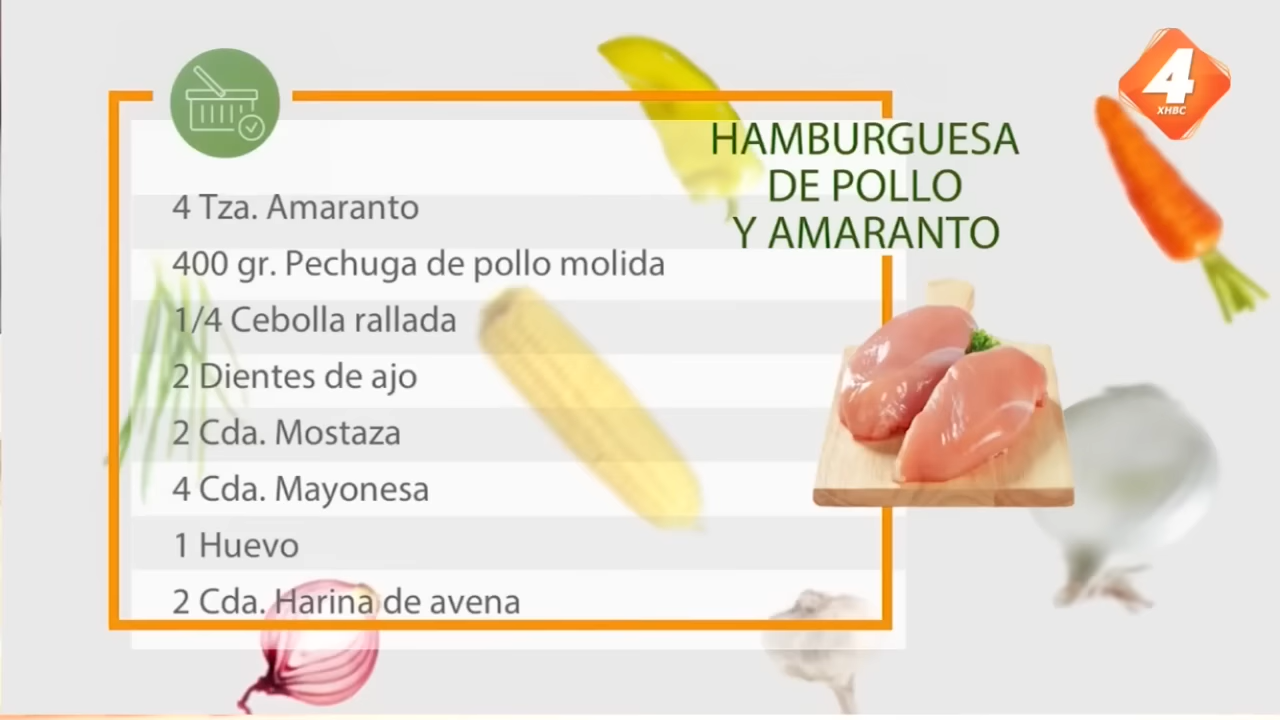 4
XHBC
HAMBURGUESA
DE POLLO
Y AMARANTO
4 Tza. Amaranto
400 gr. Pechuga de pollo molida
1/4 Cebolla rallada
2 Dientes de ajo
2 Cda. Mostaza
4 Cda. Mayonesa
1 Huevo
2 Cda. Harina de avena